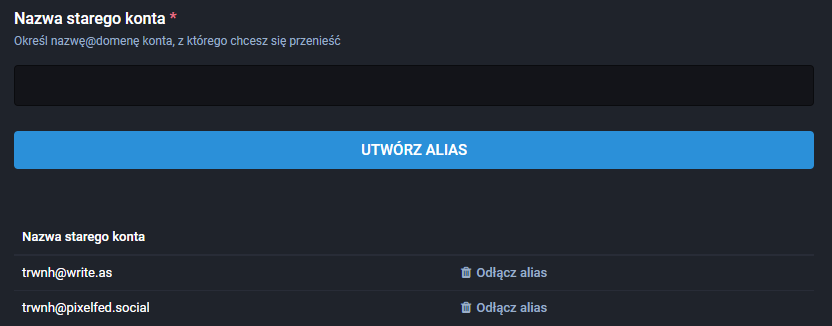 Nazwa starego konta *
Określ nazwę@domenę konta, z którego chcesz się przenieść
UTWÓRZ ALIAS
Nazwa starego konta
trwnh@write.as Odłącz alias
trwnh@pixelfed.social Odłącz alias